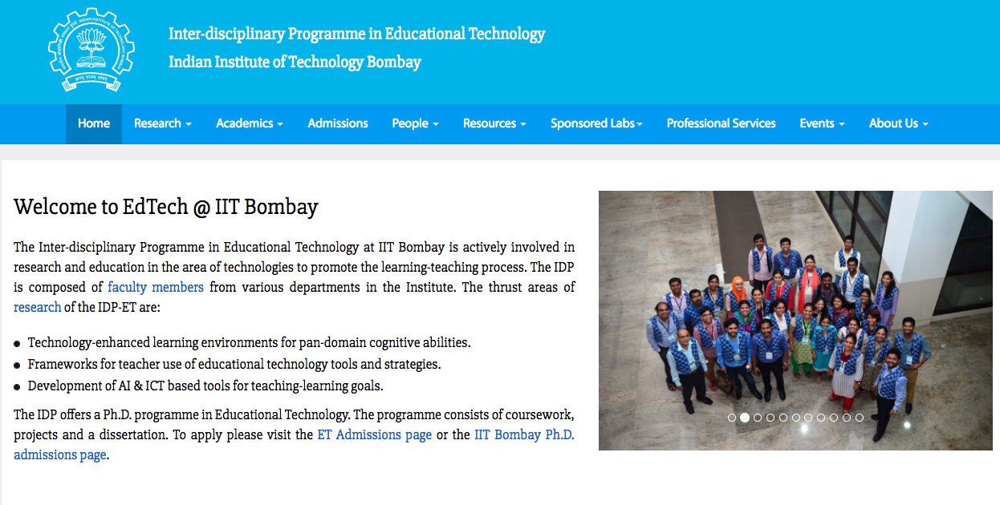 INDIAN INSTITUTE OF TECHNOLOGY BOMBAY
Inter-disciplinary Programme in Educational Technology
Indian Institute of Technology Bombay
Home Research Academics Admissions People Resources Sponsored Labs Professional Services Events About Us
Welcome to EdTech @ IIT Bombay
The Inter-disciplinary Programme in Educational Technology at IIT Bombay is actively involved in
research and education in the area of technologies to promote the learning-teaching process. The IDP
is composed of faculty members from various departments in the Institute. The thrust areas of
research of the IDP-ET are:
Technology-enhanced learning environments for pan-domain cognitive abilities.
Frameworks for teacher use of educational technology tools and strategies.
Development of AI & ICT based tools for teaching-learning goals.
The IDP offers a Ph.D. programme in Educational Technology. The programme consists of coursework,
projects and a dissertation. To apply please visit the ET Admissions page or the IIT Bombay Ph.D.
admissions page.